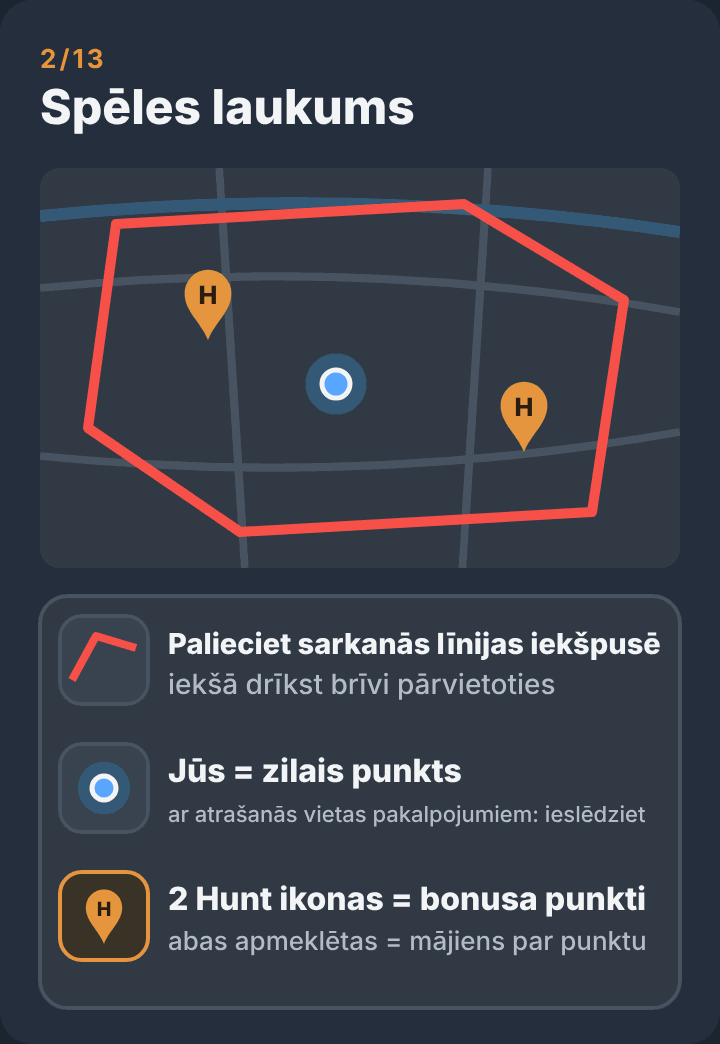 2/13
Spēles laukums
H
H
Palieciet sarkanās līnijas iekšpusē
iekšā drīkst brīvi pārvietoties
Jūs = zilais punkts
ar atrašanās vietas pakalpojumiem: ieslēdziet
H
2 Hunt ikonas = bonusa punkti
abas apmeklētas = mājiens par punktu